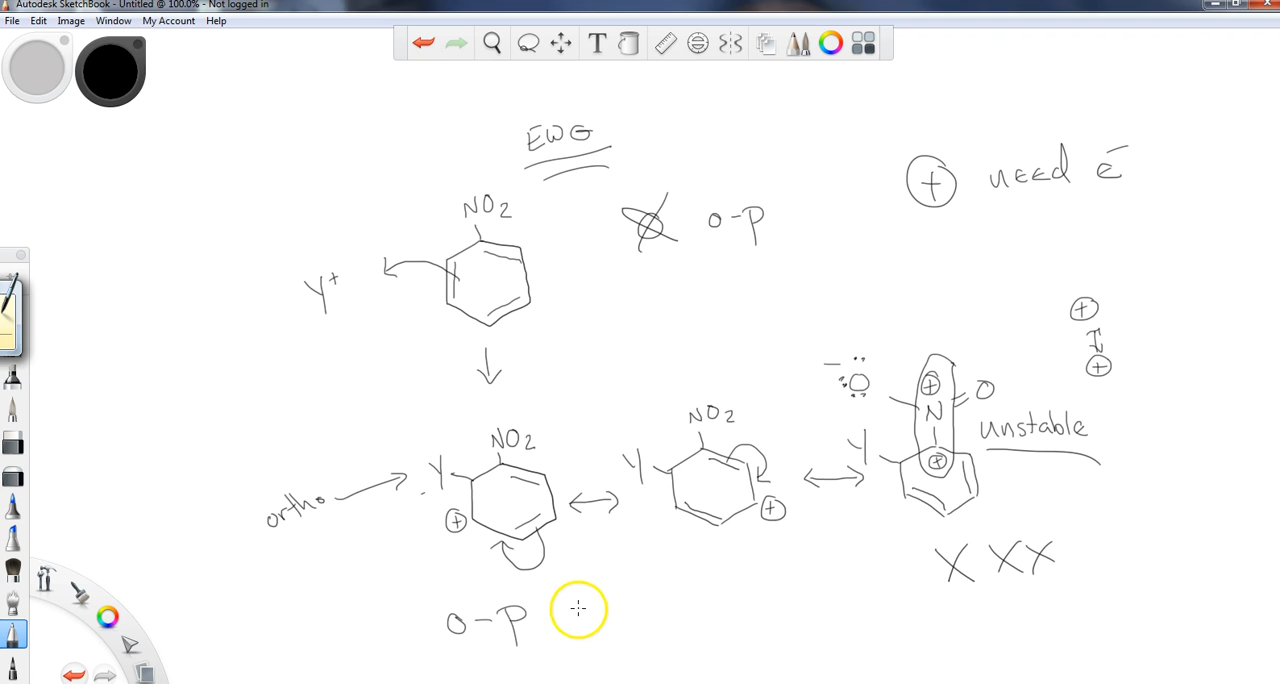 Autodesk SketchBook - Untitled @ 100.0% - Not logged in
File Edit Image Window My Account Help
T
EWG
+ need e-
NO2
o-p
Y+
+
+
- O + O
N
unstable
NO2
NO2
Y
Y
Y
+
ortho
+
+
X X X
o-p